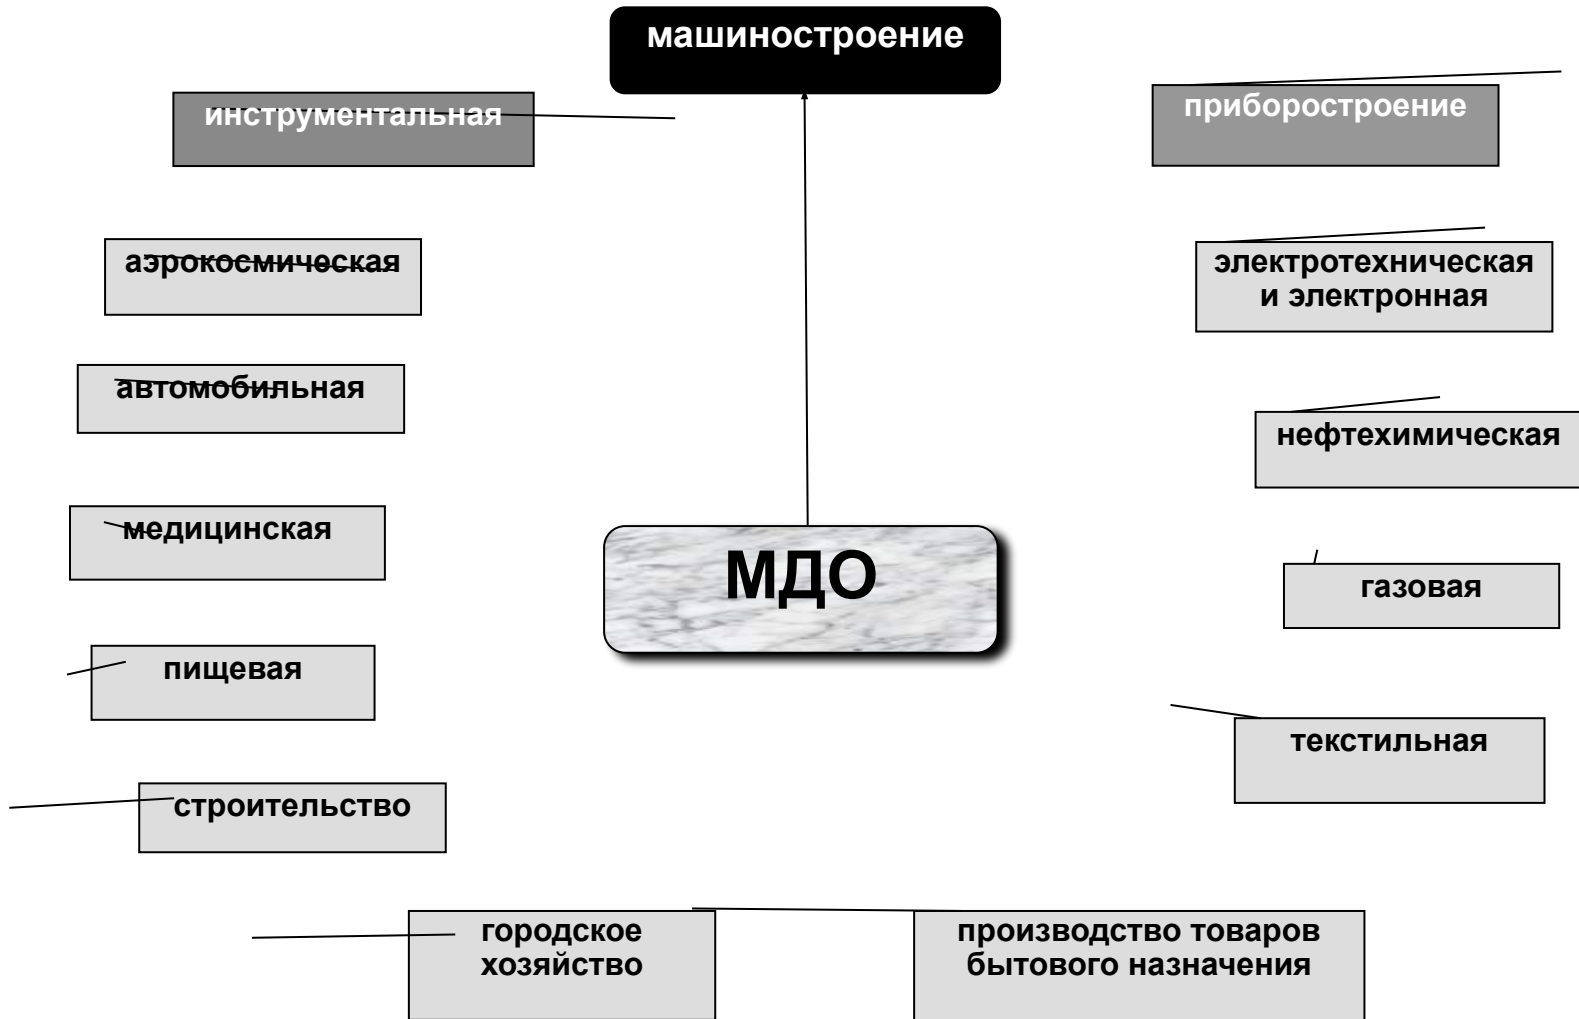 машиностроение
инструментальная
приборостроение
аэрокосмическая
электротехническая
и электронная
автомобильная
нефтехимическая
медицинская
МДО
газовая
пищевая
текстильная
строительство
городское
хозяйство
производство товаров
бытового назначения